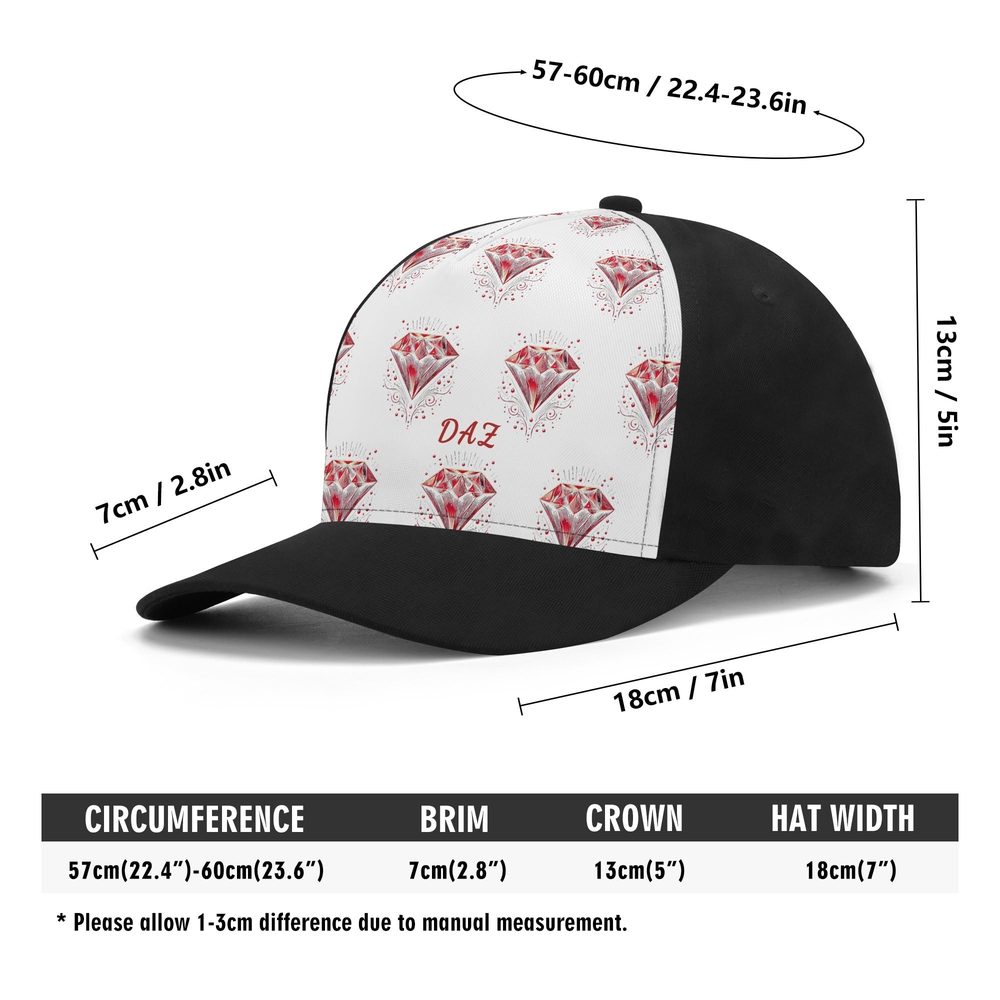 57-60cm / 22.4-23.6in
13cm / 5in
DAZ
7cm / 2.8in
18cm / 7in
CIRCUMFERENCE BRIM CROWN HAT WIDTH
57cm(22.4”)-60cm(23.6”) 7cm(2.8”) 13cm(5”) 18cm(7”)
* Please allow 1-3cm difference due to manual measurement.